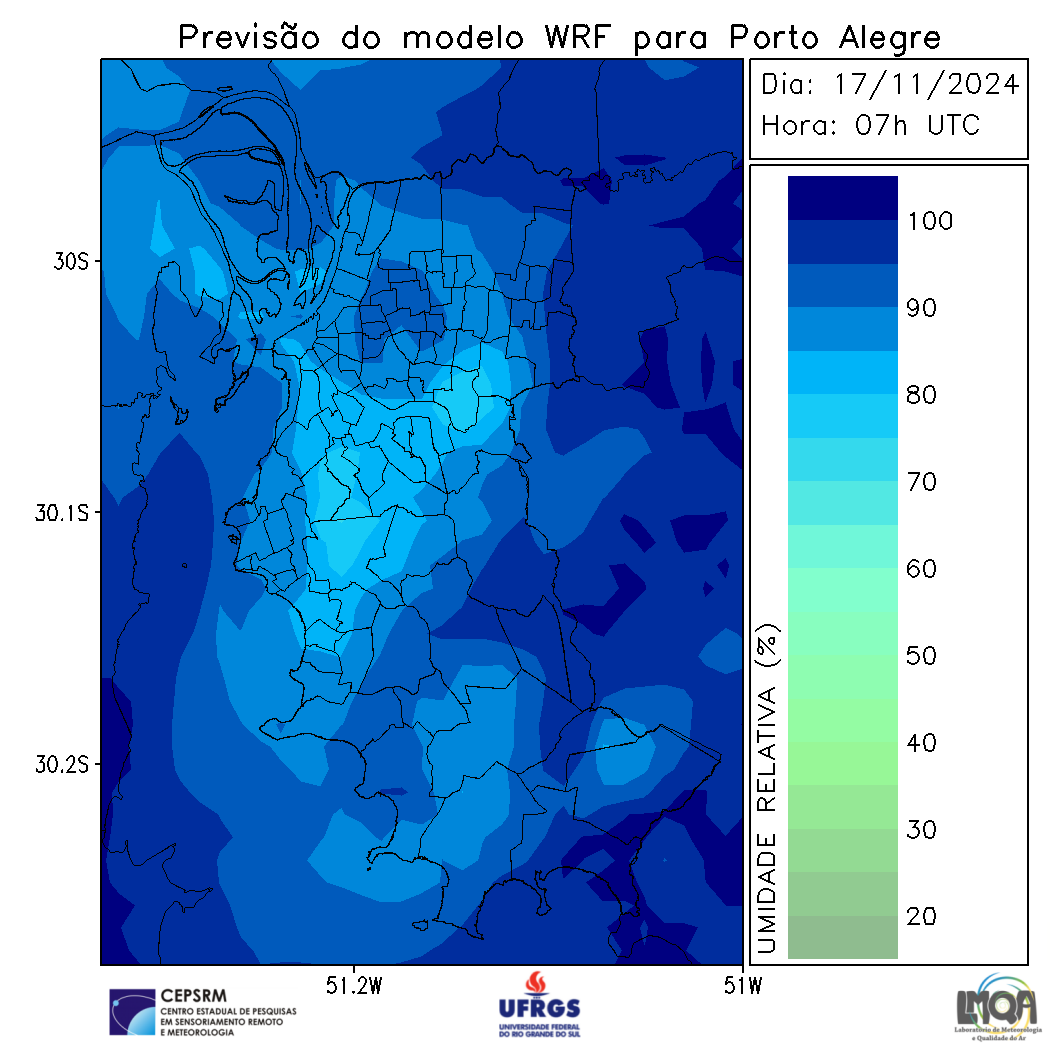 Previsão do modelo WRF para Porto Alegre
Dia: 17/11/2024
Hora: 07h UTC
30S
30.1S
30.2S
51.2W
51W
UMIDADE RELATIVA (%)
100
90
80
70
60
50
40
30
20
CEPSRM
CENTRO ESTADUAL DE PESQUISAS
EM SENSORIAMENTO REMOTO
E METEOROLOGIA
UFRGS
UNIVERSIDADE FEDERAL
DO RIO GRANDE DO SUL
LMQA
Laboratório de Meteorologia
e Qualidade do Ar